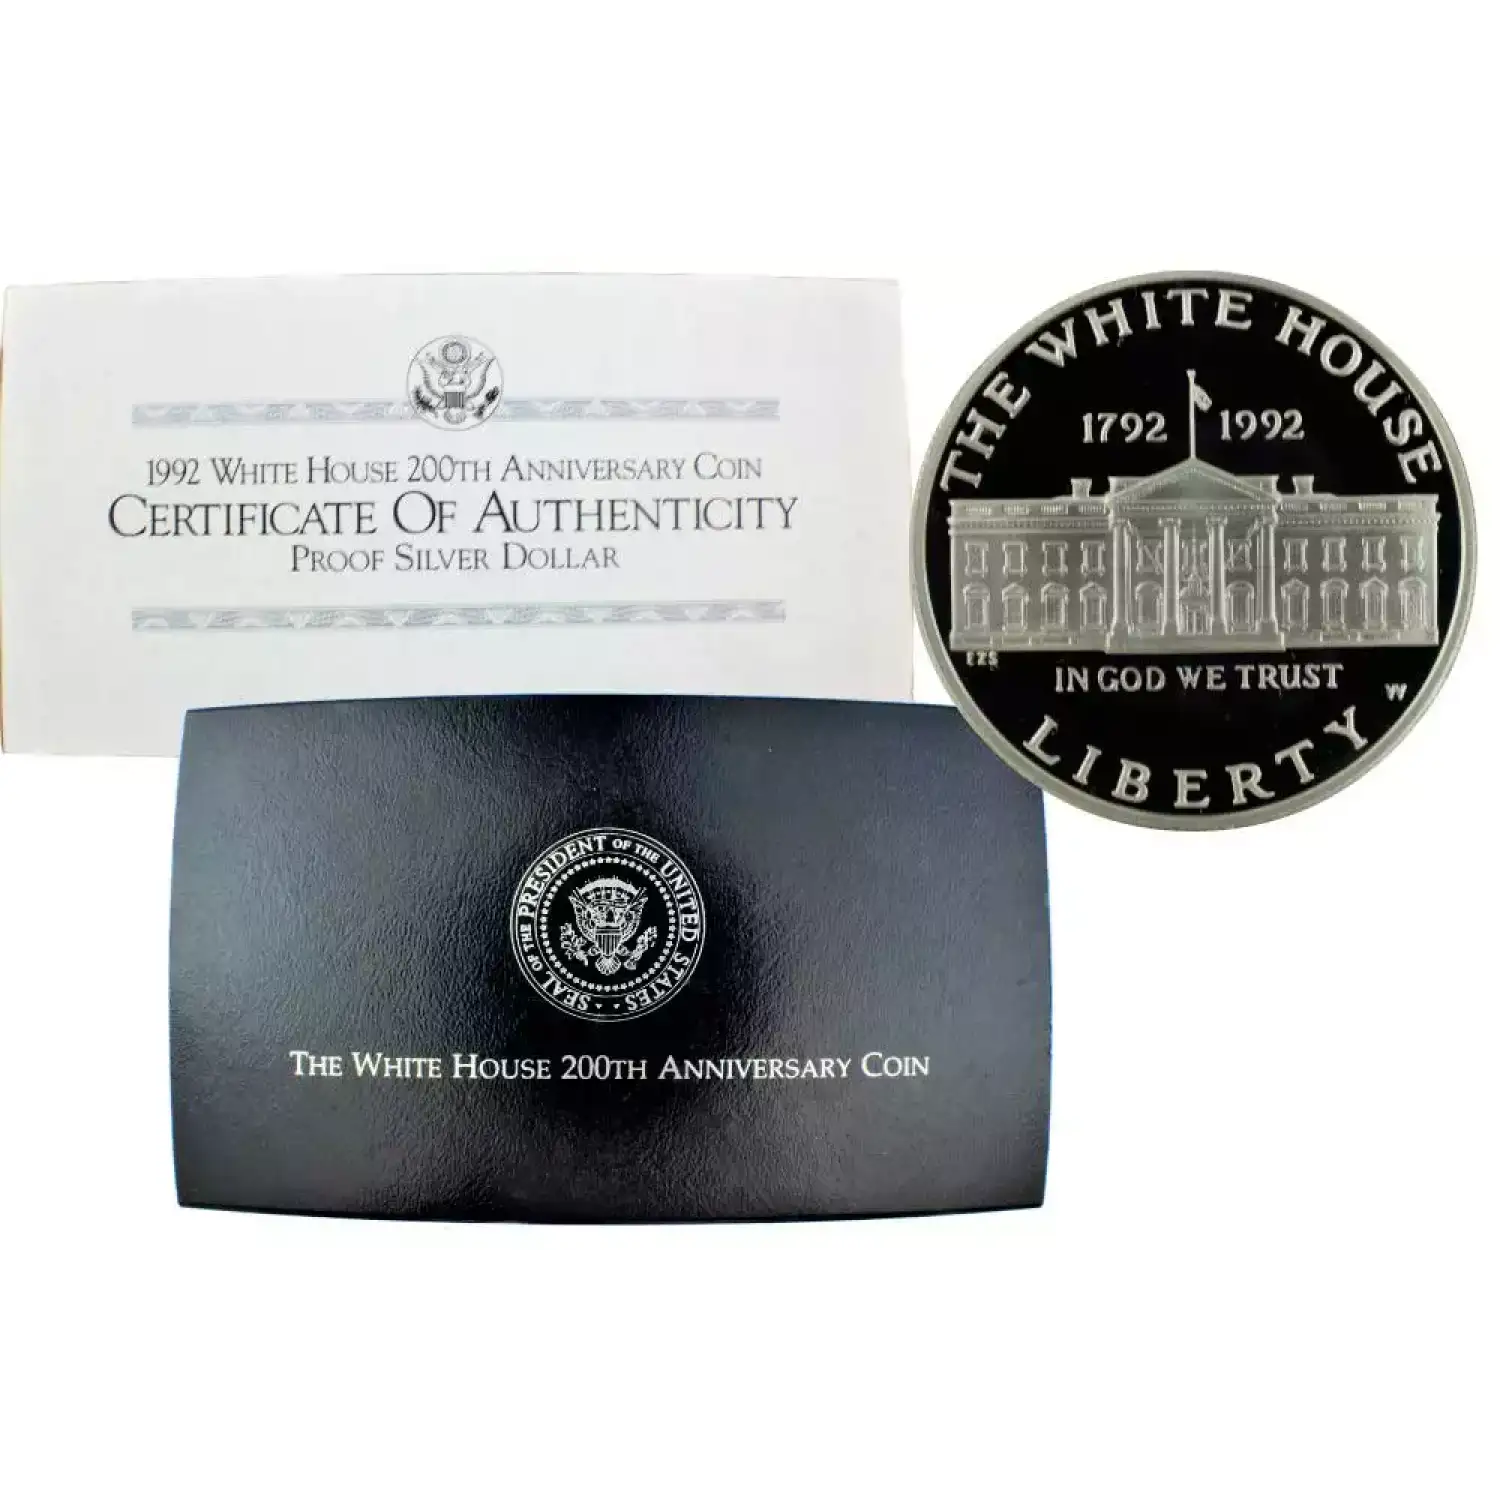 1992 WHITE HOUSE 200TH ANNIVERSARY COIN
CERTIFICATE OF AUTHENTICITY
PROOF SILVER DOLLAR
THE WHITE HOUSE
1792 1992
EZS
IN GOD WE TRUST
W
LIBERTY
SEAL OF THE PRESIDENT OF THE UNITED STATES
THE WHITE HOUSE 200TH ANNIVERSARY COIN